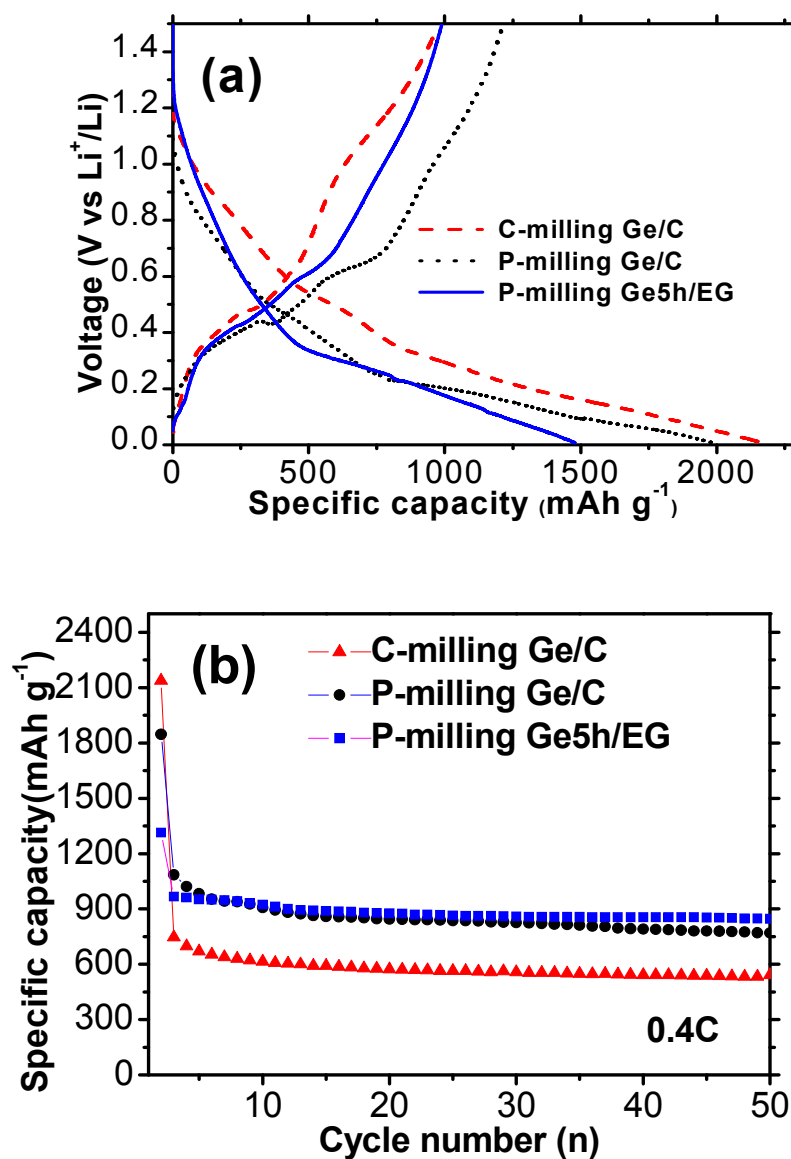 (a)
1.4
1.2
1.0
0.8
0.6
0.4
0.2
0.0
Voltage (V vs Li⁺/Li)
C-milling Ge/C
P-milling Ge/C
P-milling Ge5h/EG
0 500 1000 1500 2000
Specific capacity (mAh g⁻¹)
(b)
2400
2100
1800
1500
1200
900
600
300
0
Specific capacity(mAh g⁻¹)
C-milling Ge/C
P-milling Ge/C
P-milling Ge5h/EG
0.4C
10 20 30 40 50
Cycle number (n)